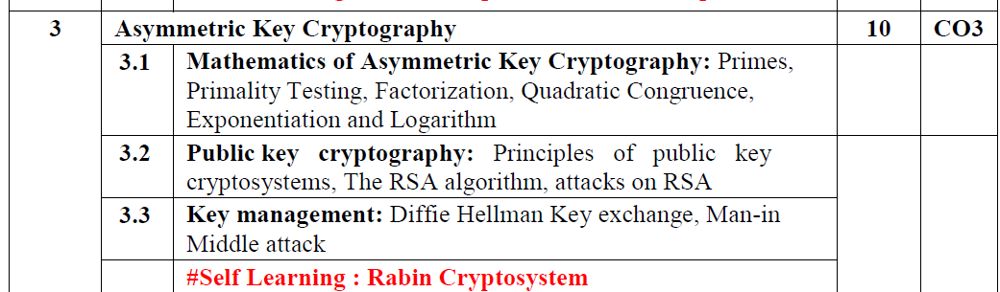 3 Asymmetric Key Cryptography 10 CO3
3.1 Mathematics of Asymmetric Key Cryptography: Primes,
Primality Testing, Factorization, Quadratic Congruence,
Exponentiation and Logarithm
3.2 Public key cryptography: Principles of public key
cryptosystems, The RSA algorithm, attacks on RSA
3.3 Key management: Diffie Hellman Key exchange, Man-in
Middle attack
#Self Learning : Rabin Cryptosystem